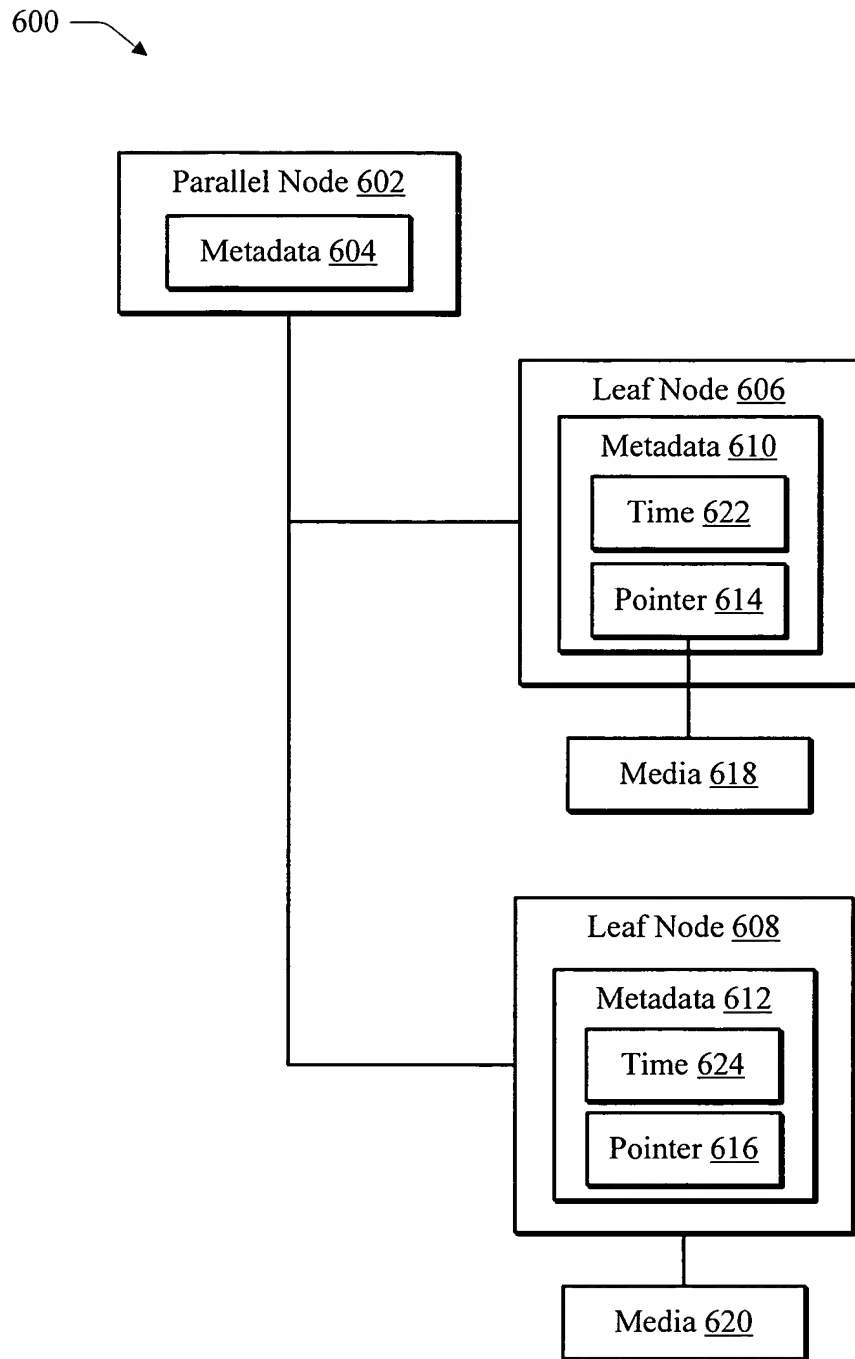 600
Parallel Node 602
Metadata 604
Leaf Node 606
Metadata 610
Time 622
Pointer 614
Media 618
Leaf Node 608
Metadata 612
Time 624
Pointer 616
Media 620